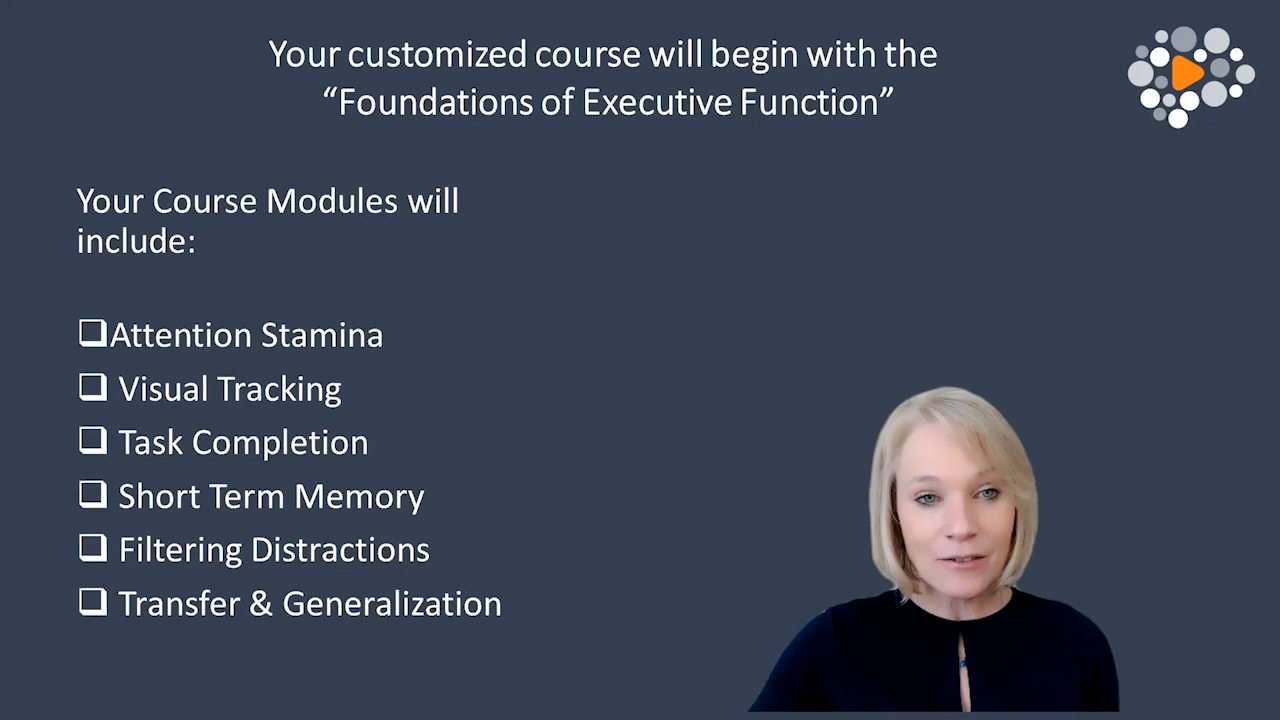 Your customized course will begin with the
“Foundations of Executive Function”
Your Course Modules will
include:
❑Attention Stamina
❑ Visual Tracking
❑ Task Completion
❑ Short Term Memory
❑ Filtering Distractions
❑ Transfer & Generalization